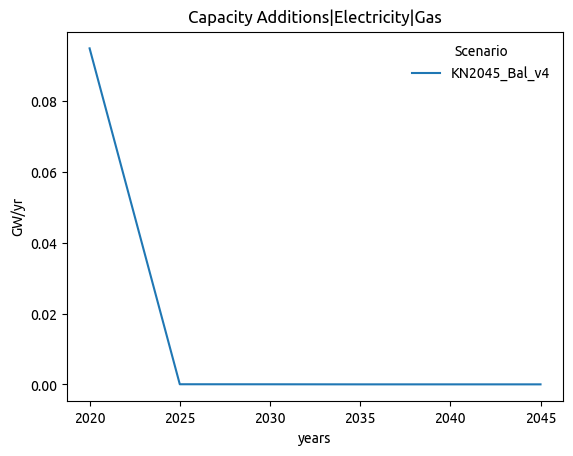 Capacity Additions|Electricity|Gas
Scenario
KN2045_Bal_v4
GW/yr
0.08
0.06
0.04
0.02
0.00
2020 2025 2030 2035 2040 2045
years